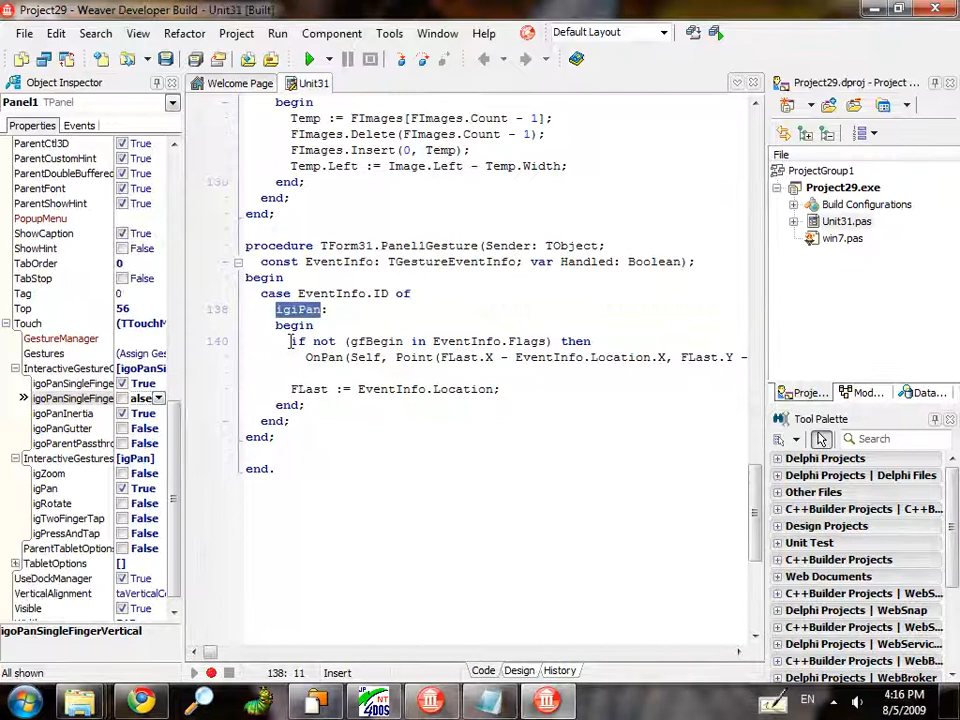 Project29 - Weaver Developer Build - Unit31 [Built]
File Edit Search View Refactor Project Run Component Tools Window Help
Default Layout
Object Inspector
Panel1 TPanel
Properties Events
ParentCtl3D True
ParentCustomHint True
ParentDoubleBuffered True
ParentFont True
ParentShowHint True
PopupMenu
ShowCaption True
ShowHint False
TabOrder 0
TabStop False
Tag 0
Top 56
Touch (TTouchM
GestureManager
Gestures (Assign Ges
InteractiveGesture [igoPanS
igoPanSingleFinge True
igoPanSingleFinge alse
igoPanInertia True
igoPanGutter False
igoParentPassthro False
InteractiveGestures [igPan]
igZoom False
igPan True
igRotate False
igTwoFingerTap False
igPressAndTap False
ParentTabletOption False
TabletOptions []
UseDockManager True
VerticalAlignment taVerticalC
Visible True
igoPanSingleFingerVertical
All shown
Welcome Page Unit31
begin
Temp := FImages[FImages.Count - 1];
FImages.Delete(FImages.Count - 1);
FImages.Insert(0, Temp);
Temp.Left := Image.Left - Temp.Width;
130 end;
end;
end;
procedure TForm31.Panel1Gesture(Sender: TObject;
const EventInfo: TGestureEventInfo; var Handled: Boolean);
begin
case EventInfo.ID of
138 igiPan:
begin
140 if not (gfBegin in EventInfo.Flags) then
OnPan(Self, Point(FLast.X - EventInfo.Location.X, FLast.Y -
FLast := EventInfo.Location;
end;
end;
end;
end.
138: 11 Insert Code Design History
Project29.dproj - Project ...
File
ProjectGroup1
Project29.exe
Build Configurations
Unit31.pas
win7.pas
Proje... Mod... Data...
Tool Palette
Search
Delphi Projects
Delphi Projects | Delphi Files
Other Files
C++Builder Projects | C++B...
Design Projects
Unit Test
C++Builder Projects
Web Documents
C++Builder Projects | WebS...
Delphi Projects | WebSnap
C++Builder Projects | WebS...
Delphi Projects | WebServic...
C++Builder Projects | WebB...
Delphi Projects | WebBroker
JP NT
4DOS
EN
4:16 PM
8/5/2009